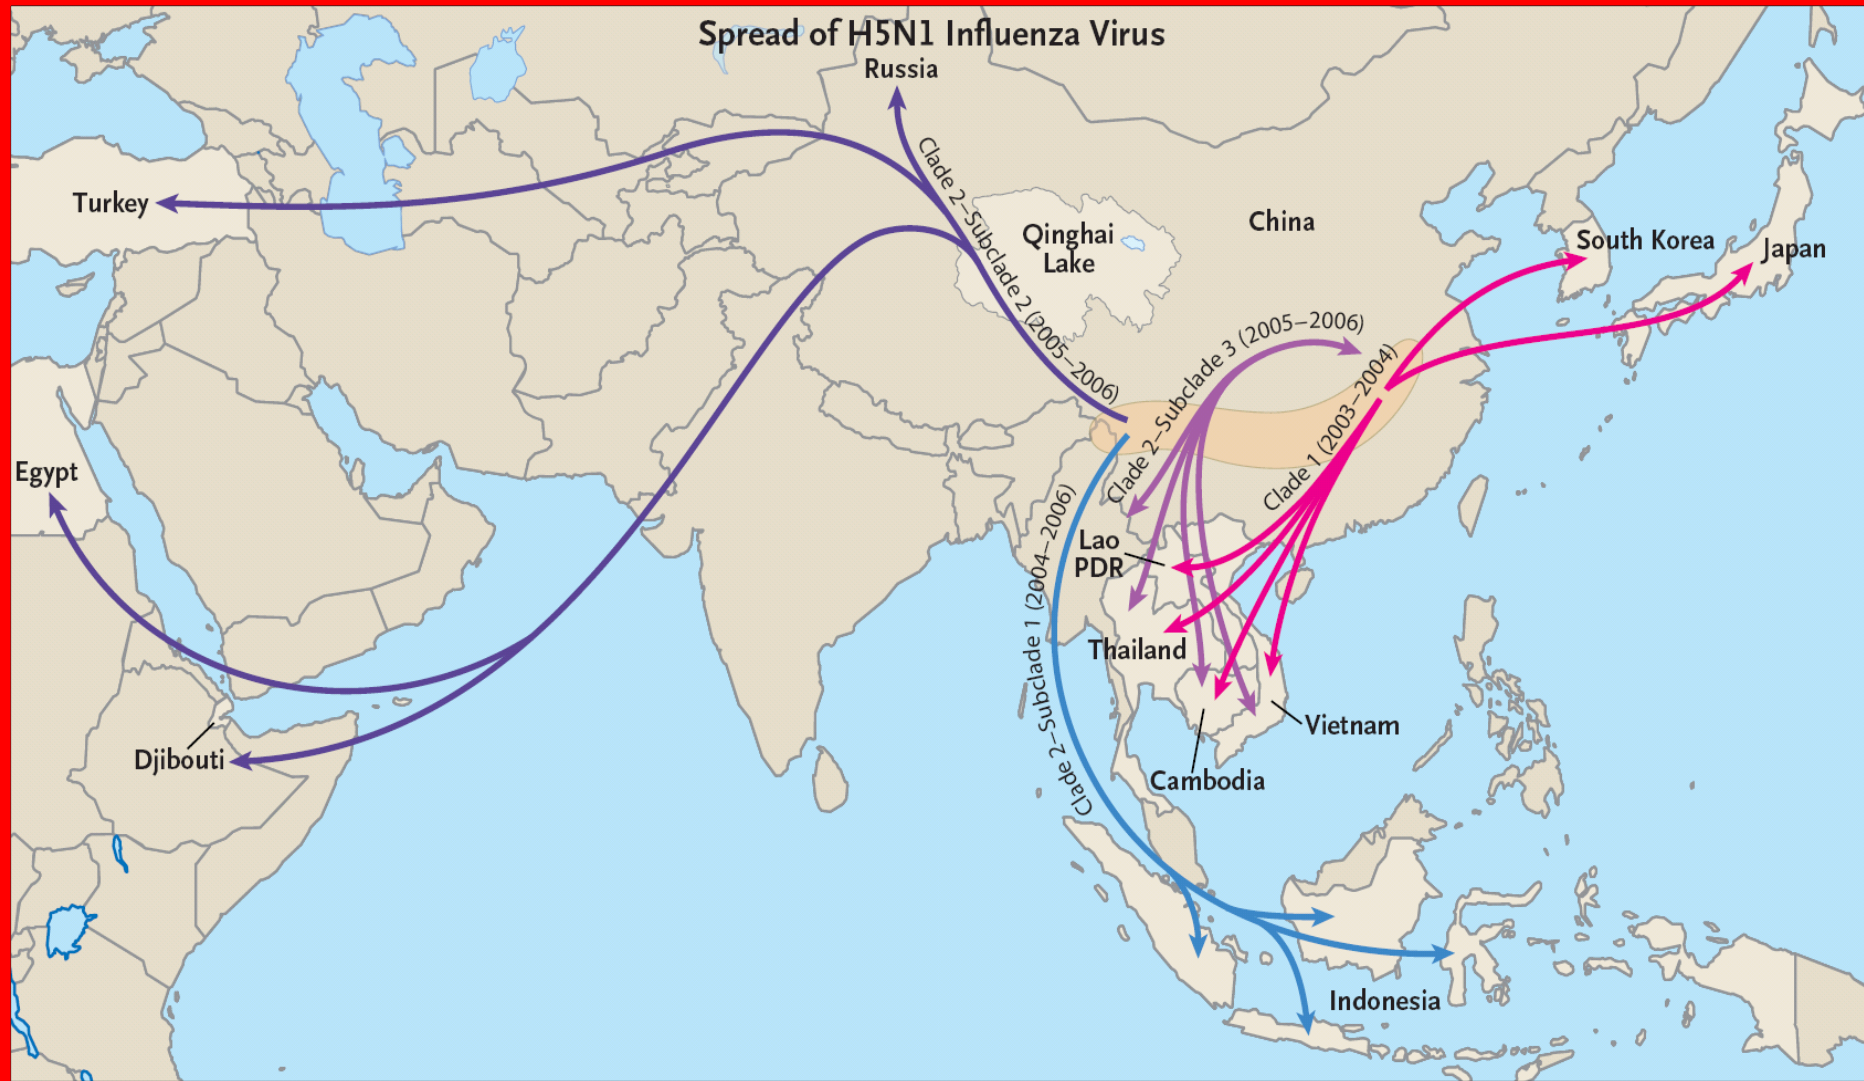 Spread of H5N1 Influenza Virus
Russia
Clade 2–Subclade 2 (2005–2006)
Turkey
Qinghai
Lake
China
South Korea
Japan
Clade 2–Subclade 3 (2005–2006)
Clade 1 (2003–2004)
Egypt
Clade 2–Subclade 1 (2004–2006)
Lao
PDR
Thailand
Vietnam
Djibouti
Cambodia
Indonesia